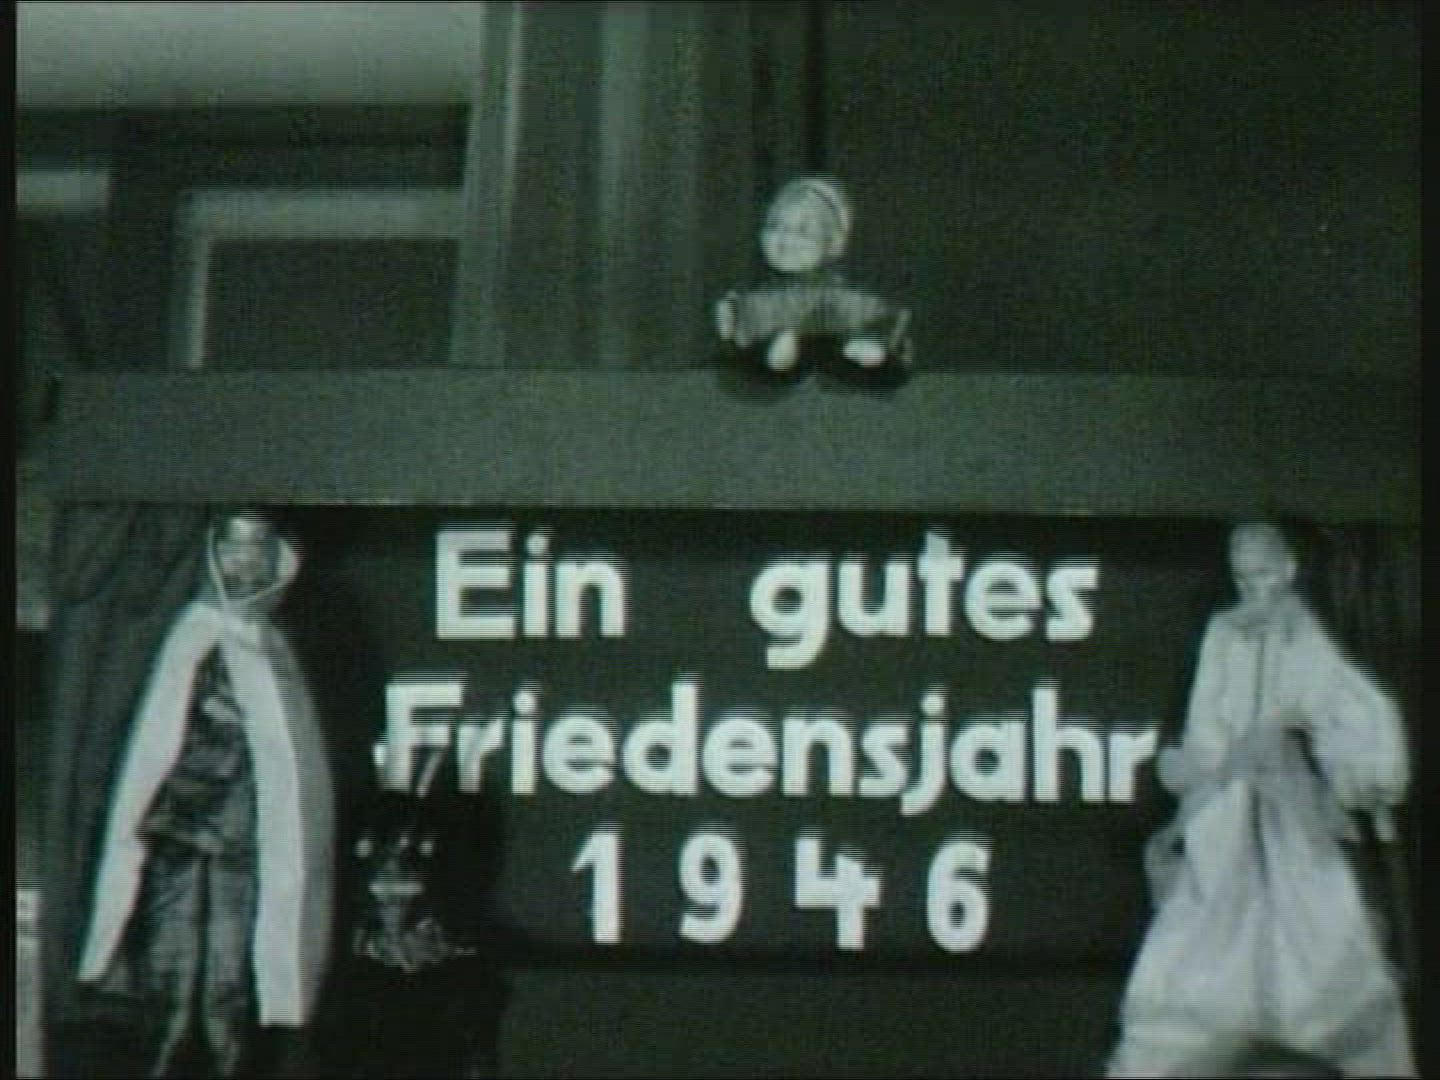 Ein gutes
Friedensjahr
1946